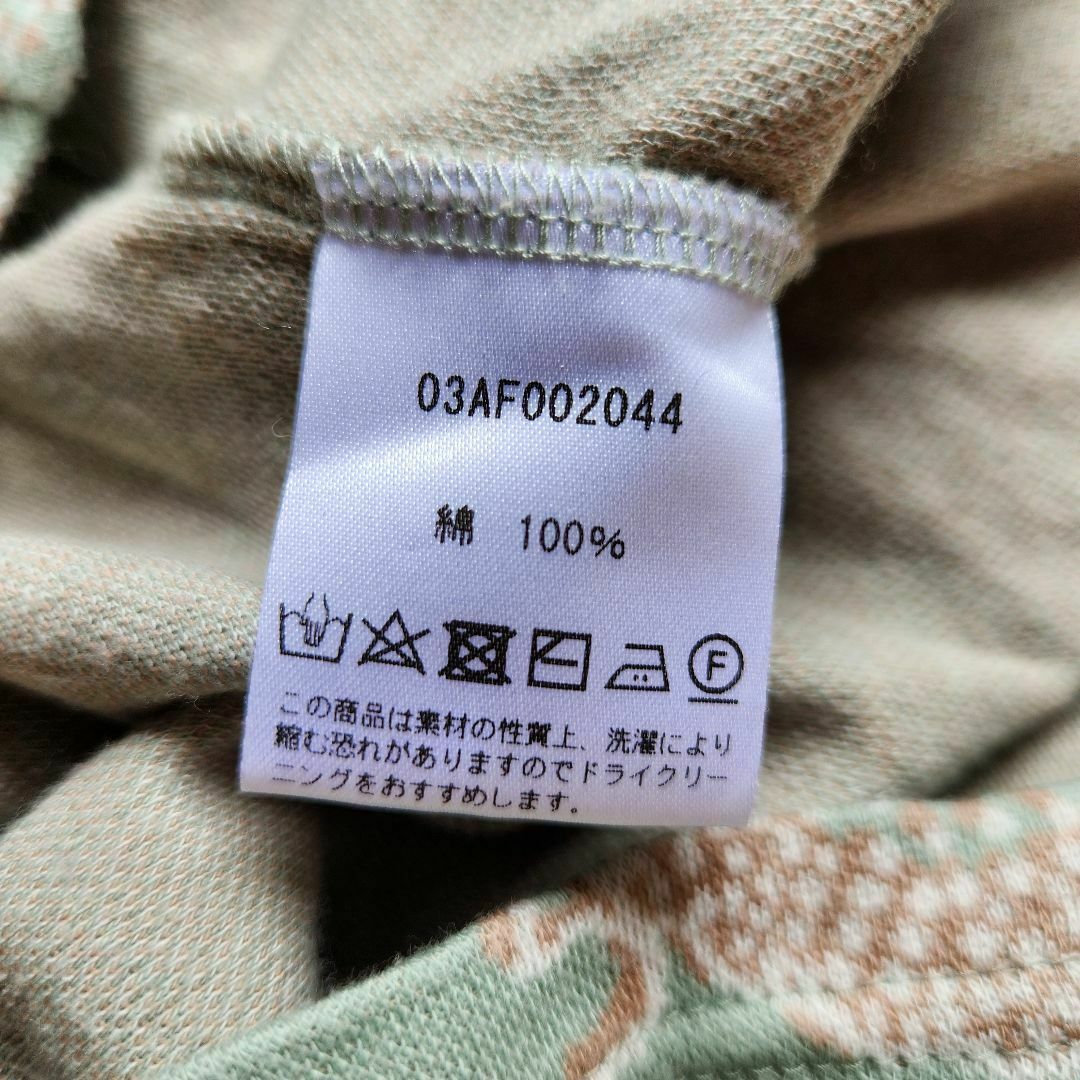 03AF002044
綿 100%
F
この商品は素材の性質上、洗濯により
縮む恐れがありますのでドライクリー
ニングをおすすめします。